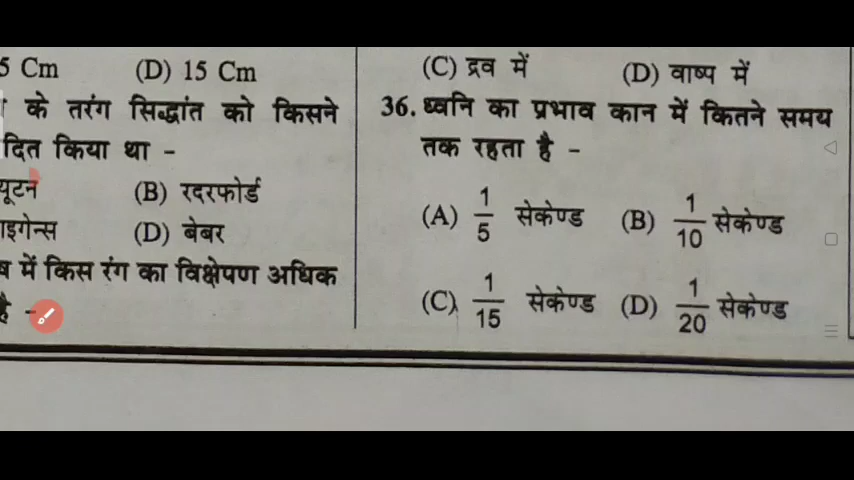 5 Cm (D) 15 Cm
के तरंग सिद्धांत को किसने
दित किया था -
यूटन (B) रदरफोर्ड
इगेन्स (D) बेबर
में किस रंग का विक्षेपण अधिक
है -
(C) द्रव में (D) वाष्प में
36. ध्वनि का प्रभाव कान में कितने समय
तक रहता है -
(A) 1/5 सेकेण्ड (B) 1/10 सेकेण्ड
(C) 1/15 सेकेण्ड (D) 1/20 सेकेण्ड